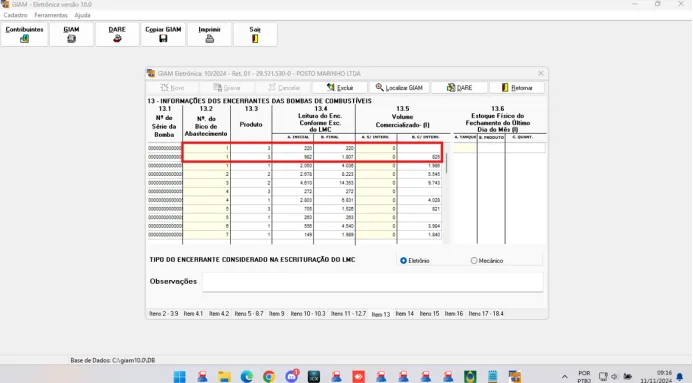 GIAM - Eletrônica versão 10.0
Cadastro Ferramentas Ajuda
Contribuintes GIAM DARE Copiar GIAM Imprimir Sair
GIAM Eletrônica: 10/2024 - Ret. 01 - 29.531.530-0 - POSTO MARINHO LTDA
Novo Gravar Cancelar Excluir Localizar GIAM DARE Retornar
13 - INFORMAÇÕES DOS ENCERRANTES DAS BOMBAS DE COMBUSTÍVEIS
13.1 13.2 13.3 13.4 13.5 13.6
Nº de Série da Bomba
Nº. do Bico de Abastecimento
Produto
Leitura do Enc. Conforme Esc. do LMC
Volume Comercializado- (l)
Estoque Físico do Fechamento do Último Dia do Mês (l)
A. INICIAL B. FINAL A. S/ INTERV. B. C/ INTERV. A. TANQUE B. PRODUTO C. QUANT.
1 3 220 220 0
1 3 982 1.807 0 825
1 1 2.050 4.036 0 1.986
2 2 2.678 8.223 0 5.545
3 2 4.610 14.353 0 9.743
4 3 272 272 0
4 1 2.803 6.831 0 4.028
5 3 705 1.526 0 821
5 1 263 263 0
6 1 556 4.540 0 3.984
7 1 149 1.989 0 1.840
TIPO DO ENCERRANTE CONSIDERADO NA ESCRITURAÇÃO DO LMC
Eletrônio Mecânico
Observações
Itens 2 - 3.9 Item 4.1 Item 4.2 Itens 5 - 8.7 Item 9 Itens 10 - 10.3 Itens 11 - 12.7 Item 13 Item 14 Itens 15 Item 16 Itens 17 - 18.4
Base de Dados: C:\giam10.0\DB
POR
PTB2
09:16
11/11/2024